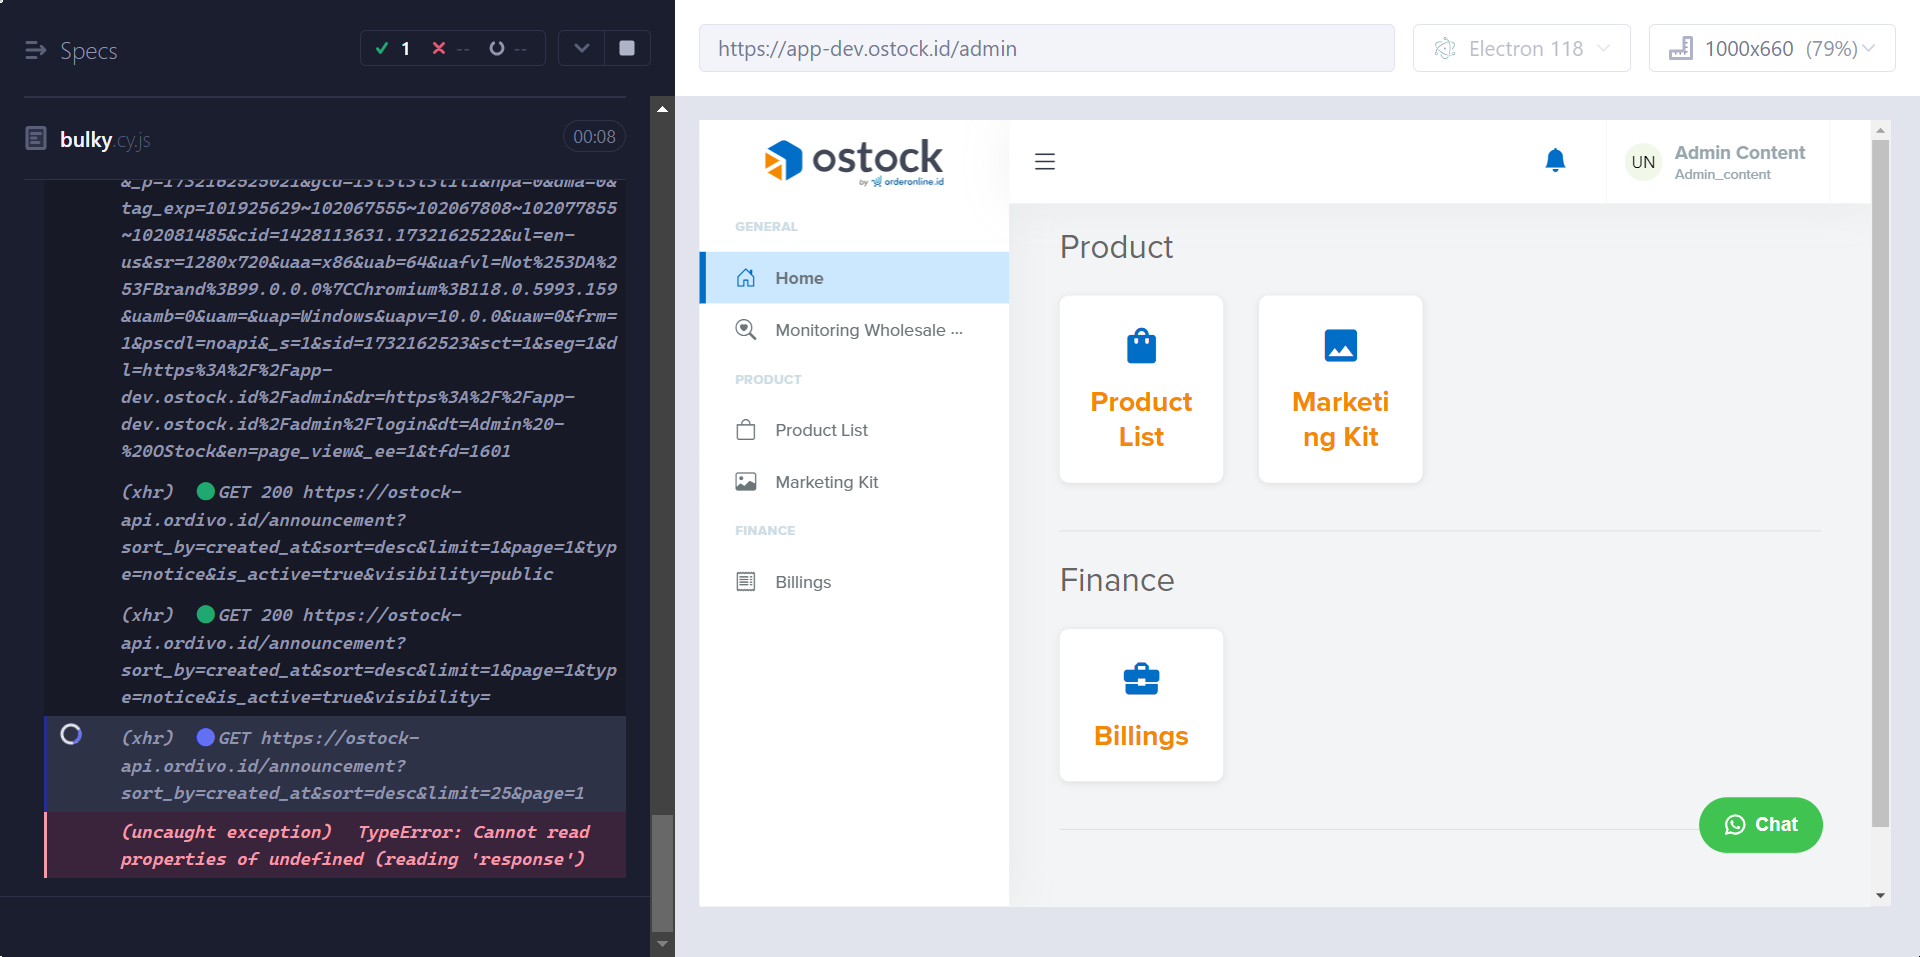 Specs
1
--
--
https://app-dev.ostock.id/admin
Electron 118
1000x660 (79%)
bulky.cy.js
00:08
&_p=1732162525021&gcd=13l3l3l3l1l1&npa=0&dma=0&
tag_exp=101925629~102067555~102067808~102077855
~102081485&cid=1428113631.1732162522&ul=en-
us&sr=1280x720&uaa=x86&uab=64&uafvl=Not%253DA%2
53FBrand%3B99.0.0.0%7CChromium%3B118.0.5993.159
&uamb=0&uam=&uap=Windows&uapv=10.0.0&uaw=0&frm=
1&pscdl=noapi&_s=1&sid=1732162523&sct=1&seg=1&d
l=https%3A%2F%2Fapp-
dev.ostock.id%2Fadmin&dr=https%3A%2F%2Fapp-
dev.ostock.id%2Fadmin%2Flogin&dt=Admin%20-
%20OStock&en=page_view&_ee=1&tfd=1601
(xhr) GET 200 https://ostock-
api.ordivo.id/announcement?
sort_by=created_at&sort=desc&limit=1&page=1&typ
e=notice&is_active=true&visibility=public
(xhr) GET 200 https://ostock-
api.ordivo.id/announcement?
sort_by=created_at&sort=desc&limit=1&page=1&typ
e=notice&is_active=true&visibility=
(xhr) GET https://ostock-
api.ordivo.id/announcement?
sort_by=created_at&sort=desc&limit=25&page=1
(uncaught exception) TypeError: Cannot read
properties of undefined (reading 'response')
ostock
by orderonline.id
GENERAL
Home
Monitoring Wholesale ...
PRODUCT
Product List
Marketing Kit
FINANCE
Billings
UN
Admin Content
Admin_content
Product
Product
List
Marketi
ng Kit
Finance
Billings
Chat